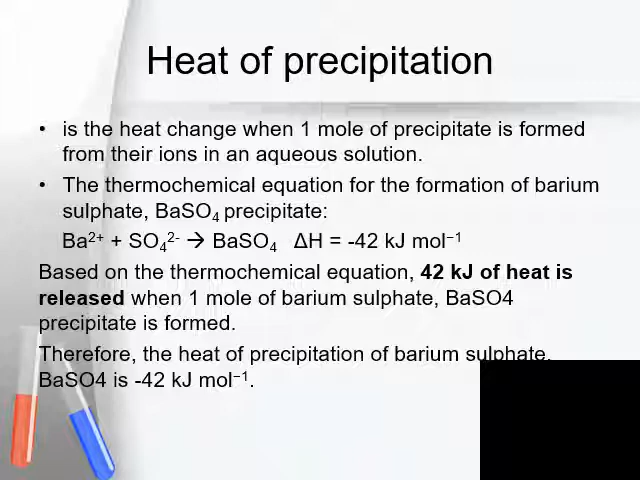 Heat of precipitation
• is the heat change when 1 mole of precipitate is formed
from their ions in an aqueous solution.
• The thermochemical equation for the formation of barium
sulphate, BaSO₄ precipitate:
Ba²⁺ + SO₄²⁻ → BaSO₄ ΔH = -42 kJ mol⁻¹
Based on the thermochemical equation, 42 kJ of heat is
released when 1 mole of barium sulphate, BaSO4
precipitate is formed.
Therefore, the heat of precipitation of barium sulphate,
BaSO4 is -42 kJ mol⁻¹.